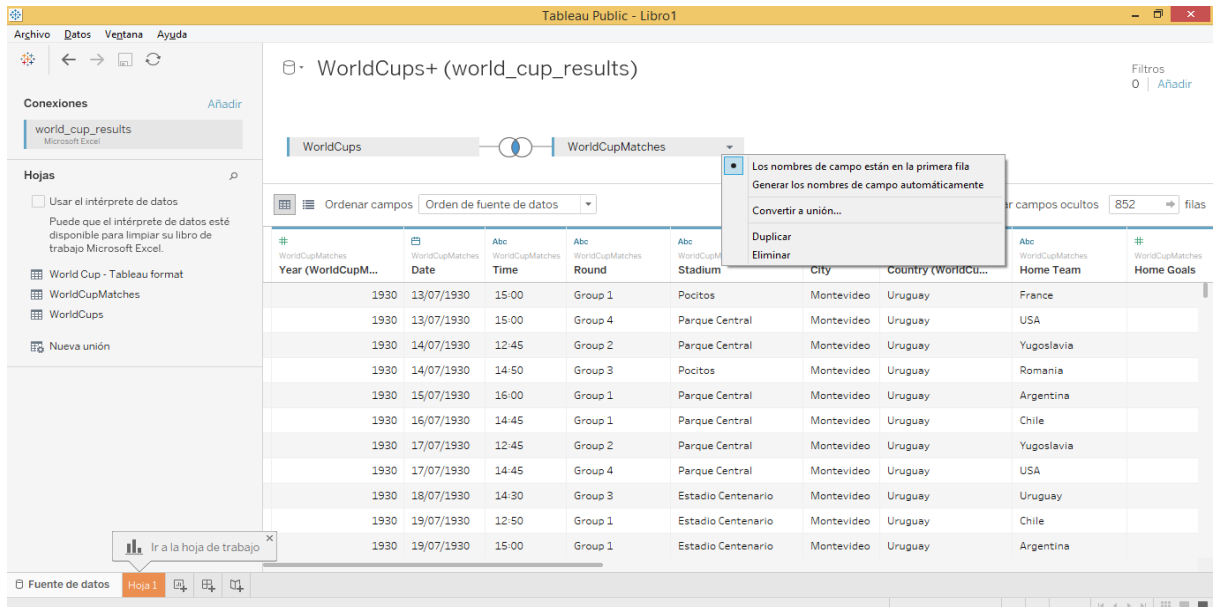 Tableau Public - Libro1
Archivo Datos Ventana Ayuda
WorldCups+ (world_cup_results)
Filtros
0 Añadir
Conexiones Añadir
world_cup_results
Microsoft Excel
WorldCups WorldCupMatches
Los nombres de campo están en la primera fila
Generar los nombres de campo automáticamente
Convertir a unión...
Duplicar
Eliminar
Hojas
Usar el intérprete de datos
Puede que el intérprete de datos esté
disponible para limpiar su libro de
trabajo Microsoft Excel.
World Cup - Tableau format
WorldCupMatches
WorldCups
Nueva unión
Ordenar campos Orden de fuente de datos campos ocultos 852 filas
# Abc Abc Abc Abc #
WorldCupMatches WorldCupMatches WorldCupMatches WorldCupMatches WorldCupM WorldCupMatches WorldCupMatches
Year (WorldCupM... Date Time Round Stadium City Country (WorldCu... Home Team Home Goals
1930 13/07/1930 15:00 Group 1 Pocitos Montevideo Uruguay France
1930 13/07/1930 15:00 Group 4 Parque Central Montevideo Uruguay USA
1930 14/07/1930 12:45 Group 2 Parque Central Montevideo Uruguay Yugoslavia
1930 14/07/1930 14:50 Group 3 Pocitos Montevideo Uruguay Romania
1930 15/07/1930 16:00 Group 1 Parque Central Montevideo Uruguay Argentina
1930 16/07/1930 14:45 Group 1 Parque Central Montevideo Uruguay Chile
1930 17/07/1930 12:45 Group 2 Parque Central Montevideo Uruguay Yugoslavia
1930 17/07/1930 14:45 Group 4 Parque Central Montevideo Uruguay USA
1930 18/07/1930 14:30 Group 3 Estadio Centenario Montevideo Uruguay Uruguay
1930 19/07/1930 12:50 Group 1 Estadio Centenario Montevideo Uruguay Chile
1930 19/07/1930 15:00 Group 1 Estadio Centenario Montevideo Uruguay Argentina
Ir a la hoja de trabajo
Fuente de datos Hoja 1